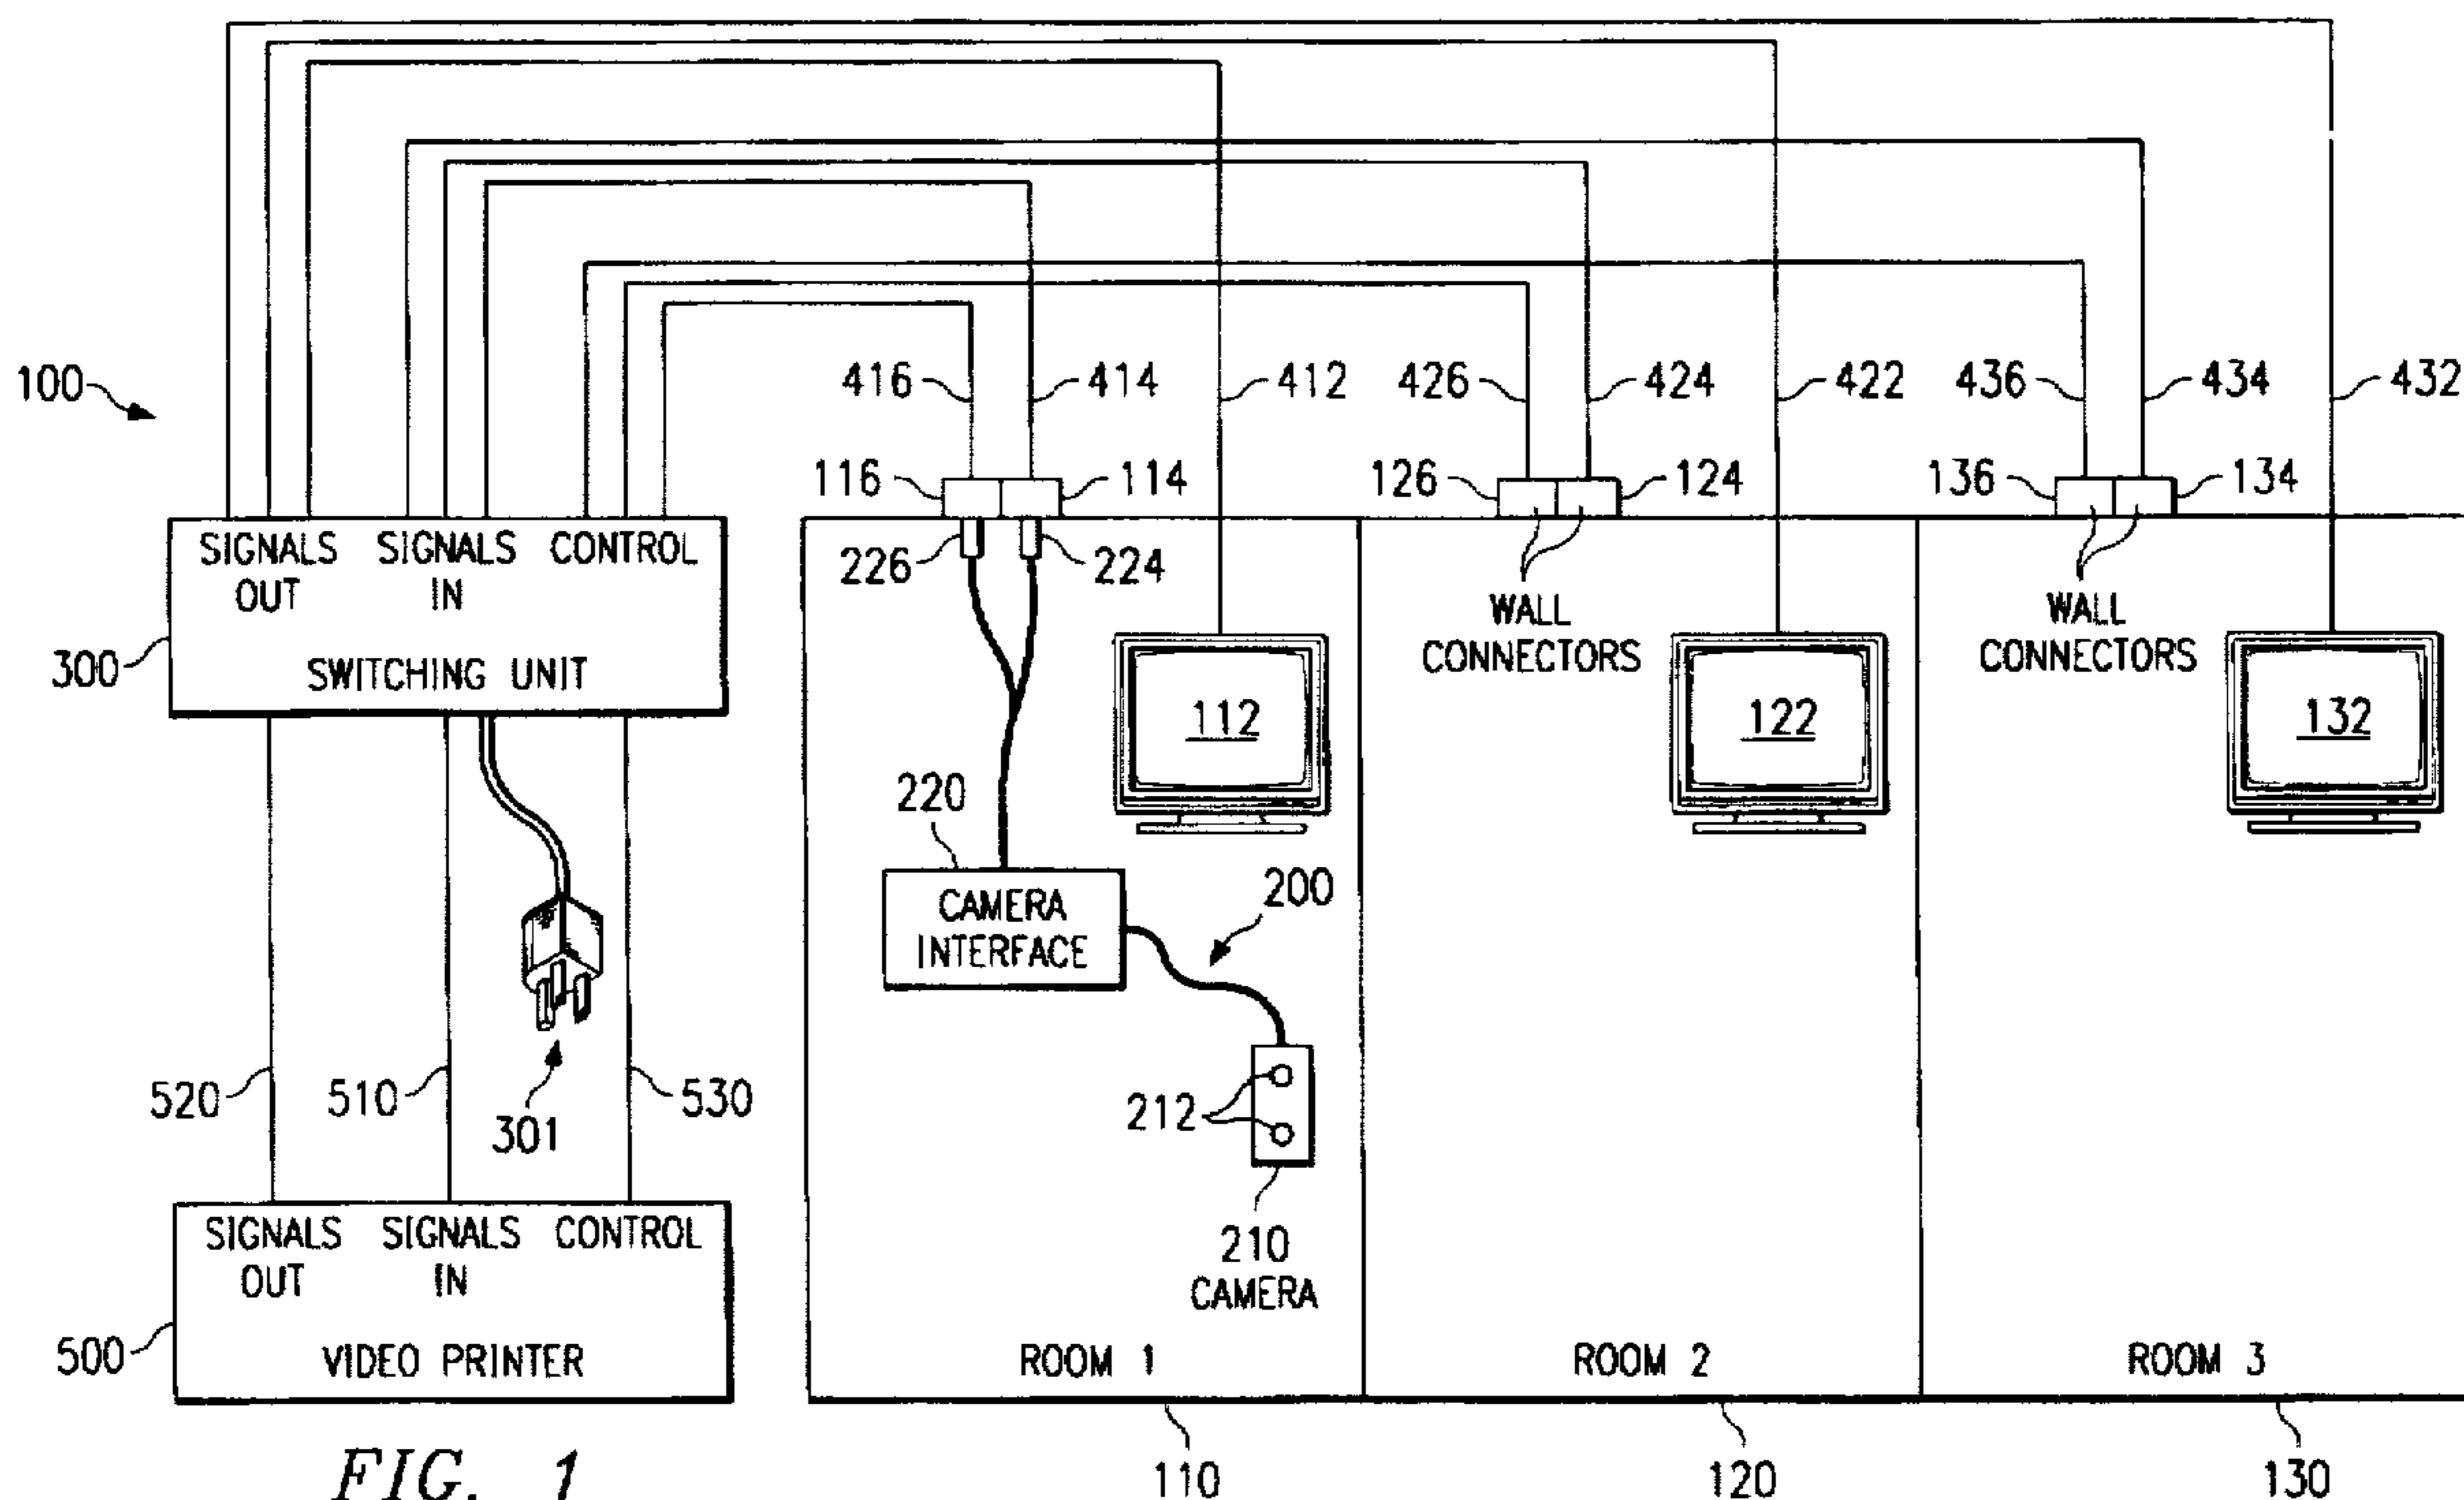 100
416
414
412
426
424
422
436
434
432
116
114
126
124
136
134
SIGNALS OUT
SIGNALS IN
CONTROL
SWITCHING UNIT
300
226
224
WALL CONNECTORS
WALL CONNECTORS
112
122
132
220
CAMERA INTERFACE
200
520
510
301
530
212
210
CAMERA
SIGNALS OUT
SIGNALS IN
CONTROL
VIDEO PRINTER
500
ROOM 1
ROOM 2
ROOM 3
110
120
130
FIG. 1